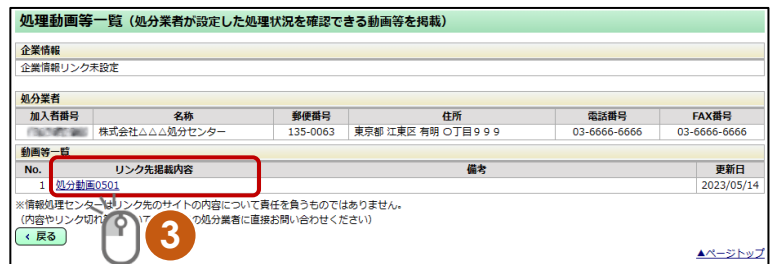 処理動画等一覧（処分業者が設定した処理状況を確認できる動画等を掲載）
企業情報
企業情報リンク未設定
処分業者
加入者番号 名称 郵便番号 住所 電話番号 FAX番号
株式会社△△△処分センター 135-0063 東京都 江東区 有明 〇丁目９９９ 03-6666-6666 03-6666-6666
動画等一覧
No. リンク先掲載内容 備考 更新日
1 処分動画0501 2023/05/14
※情報処理センターはリンク先のサイトの内容について責任を負うものではありません。
（内容やリンク切れ の処分業者に直接お問い合わせください）
戻る
3
▲ページトップ